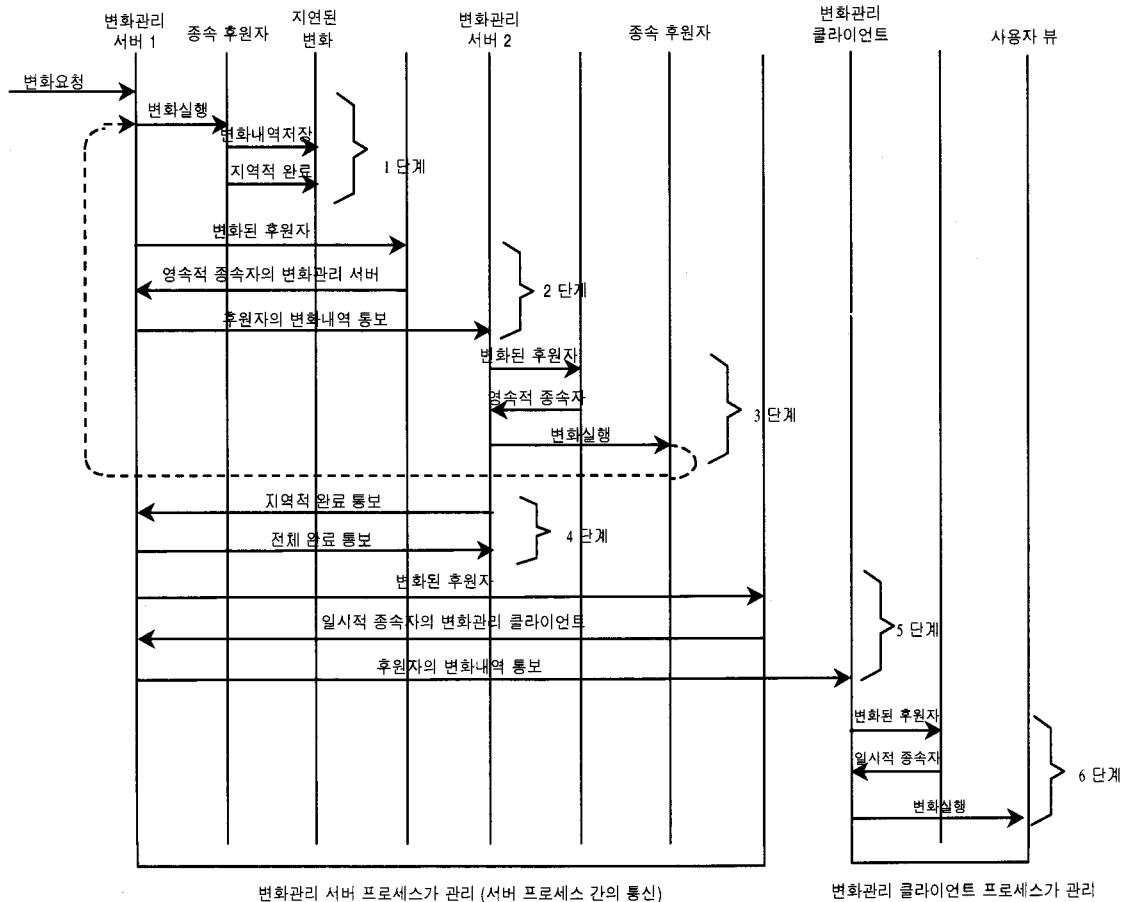 변화관리
서버 1
종속 후원자
지연된
변화
변화관리
서버 2
종속 후원자
변화관리
쿨라이언트
사용자 뷰
변화요청
변화실행
변화내역저장
지역적 완료
1 단계
변화된 후원자
영속적 종속자의 변화관리 서버
2 단계
후원자의 변화내역 통보
변화된 후원자
영속적 종속자
3 단계
변화실행
지역적 완료 통보
4 단계
전체 완료 통보
변화된 후원자
일시적 종속자의 변화관리 쿨라이언트
5 단계
후원자의 변화내역 통보
변화된 후원자
일시적 종속자
6 단계
변화실행
변화관리 서버 프로세스가 관리 (서버 프로세스 간의 통신)
변화관리 쿨라이언트 프로세스가 관리